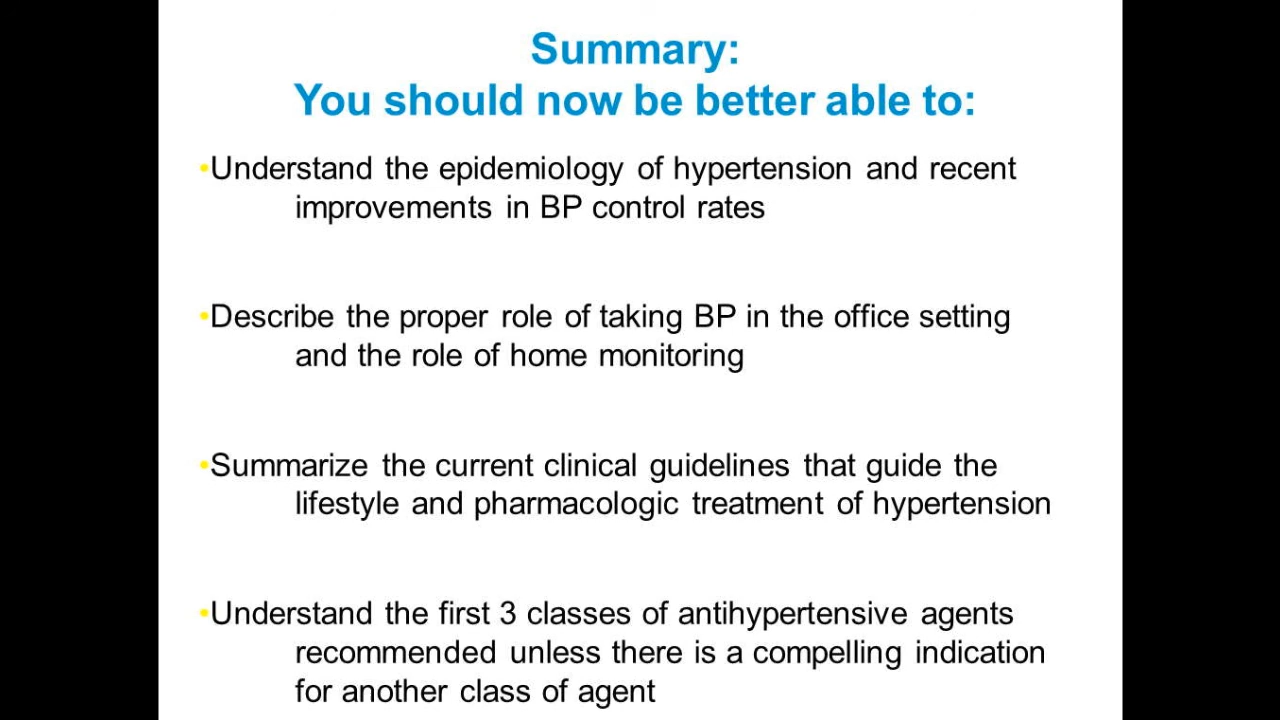 Summary:
You should now be better able to:
•Understand the epidemiology of hypertension and recent
improvements in BP control rates
•Describe the proper role of taking BP in the office setting
and the role of home monitoring
•Summarize the current clinical guidelines that guide the
lifestyle and pharmacologic treatment of hypertension
•Understand the first 3 classes of antihypertensive agents
recommended unless there is a compelling indication
for another class of agent